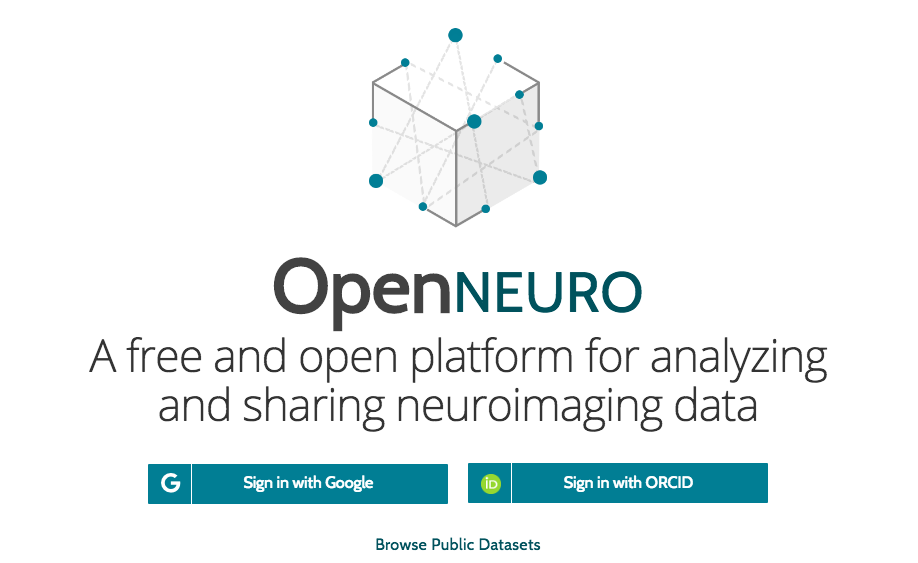 OpenNEURO
A free and open platform for analyzing
and sharing neuroimaging data
G Sign in with Google
iD Sign in with ORCID
Browse Public Datasets